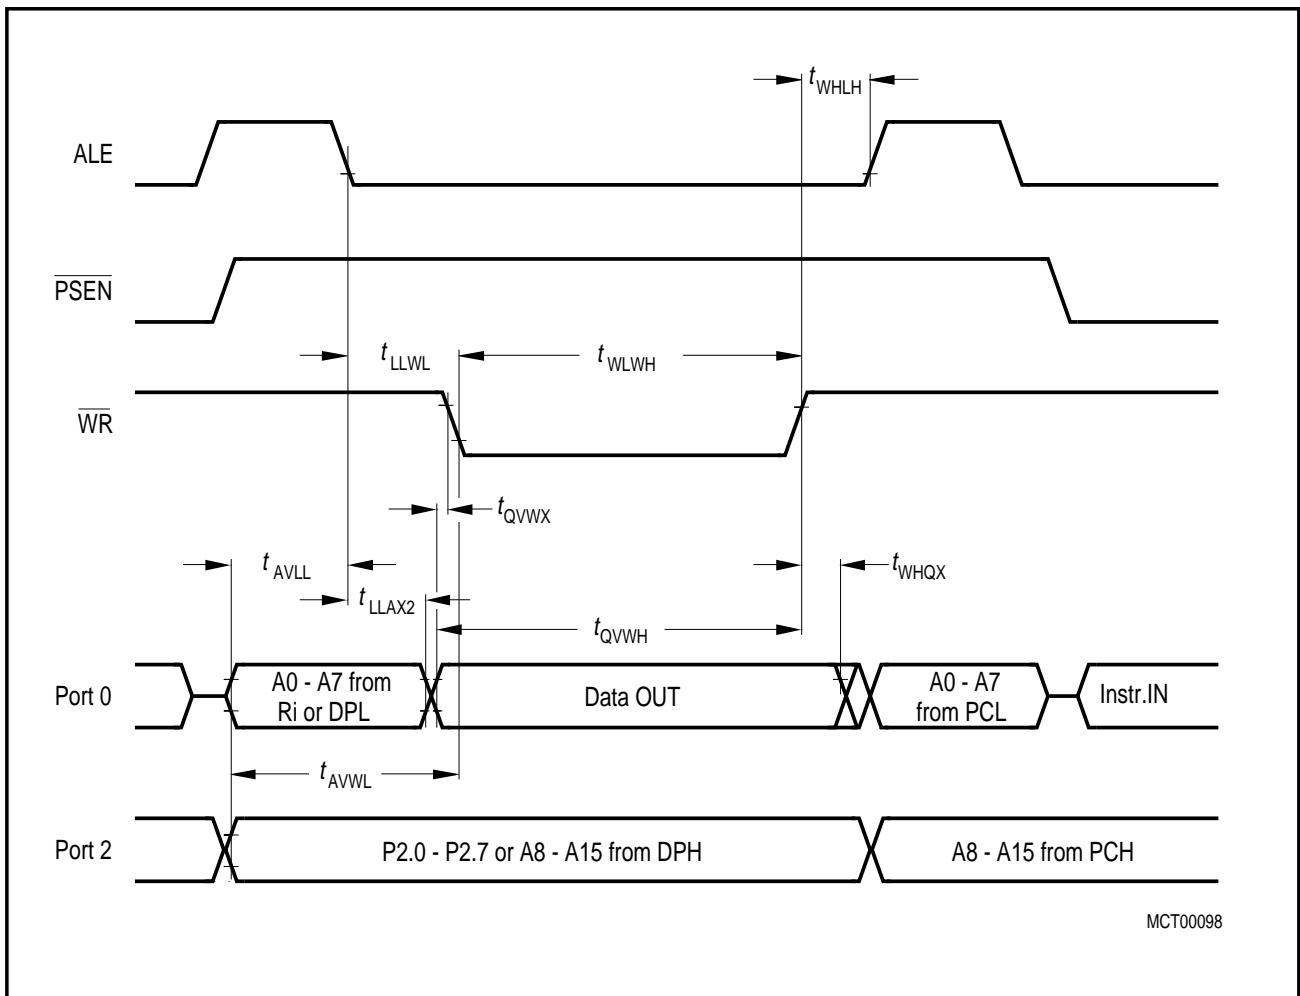 tWHLH
ALE
PSEN
tLLWL
tWLWH
WR
tQVWX
tAVLL
tWHQX
tLLAX2
tQVWH
Port 0
A0 - A7 from
Ri or DPL
Data OUT
A0 - A7
from PCL
Instr.IN
tAVWL
Port 2
P2.0 - P2.7 or A8 - A15 from DPH
A8 - A15 from PCH
MCT00098